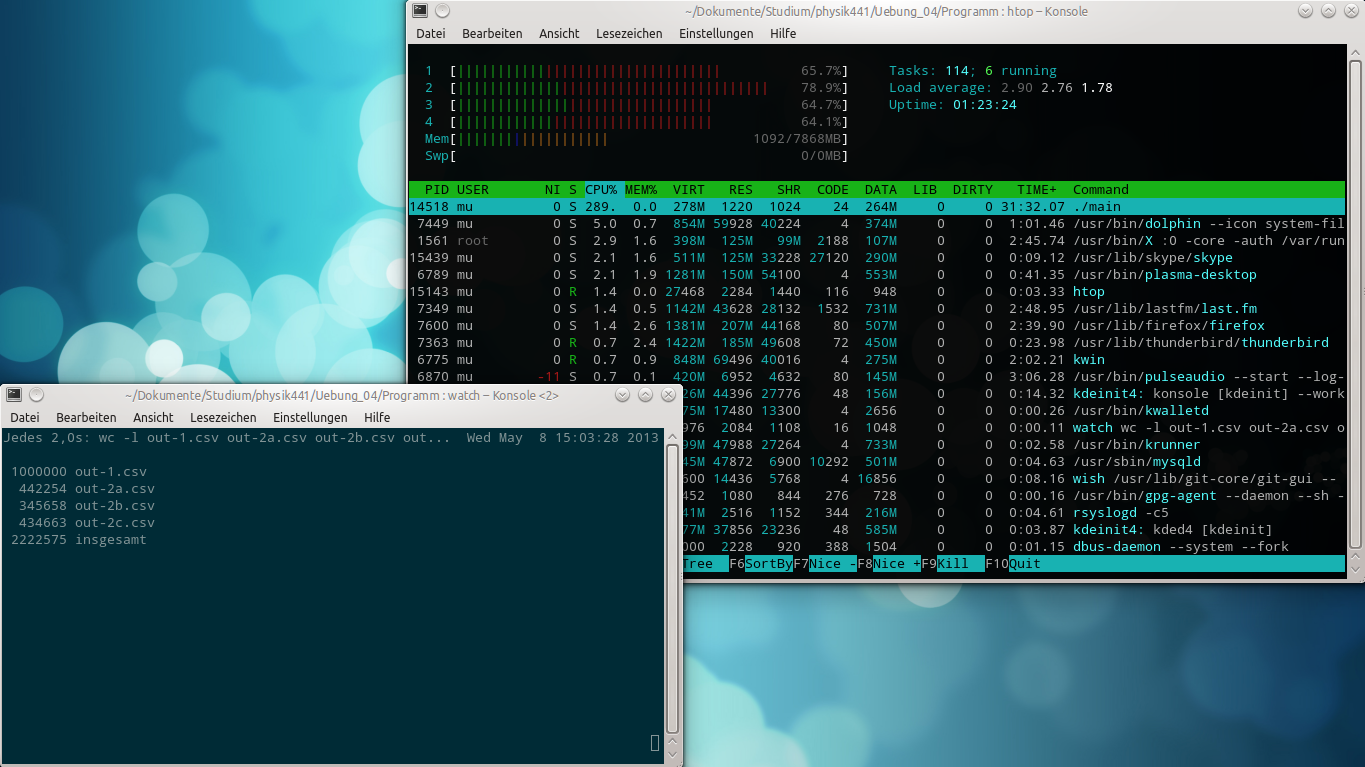 ~/Dokumente/Studium/physik441/Uebung_04/Programm : htop – Konsole
Datei Bearbeiten Ansicht Lesezeichen Einstellungen Hilfe
1 [||||||||||||||||||||||||||||||||| 65.7%] Tasks: 114; 6 running
2 [||||||||||||||||||||||||||||||||||||||| 78.9%] Load average: 2.90 2.76 1.78
3 [|||||||||||||||||||||||||||||||| 64.7%] Uptime: 01:23:24
4 [|||||||||||||||||||||||||||||||| 64.1%]
Mem[||||||||||||||||||| 1092/7868MB]
Swp[ 0/0MB]
PID USER NI S CPU% MEM% VIRT RES SHR CODE DATA LIB DIRTY TIME+ Command
14518 mu 0 S 289. 0.0 278M 1220 1024 24 264M 0 0 31:32.07 ./main
7449 mu 0 S 5.0 0.7 854M 59928 40224 4 374M 0 0 1:01.46 /usr/bin/dolphin --icon system-fil
1561 root 0 S 2.9 1.6 398M 125M 99M 2188 107M 0 0 2:45.74 /usr/bin/X :0 -core -auth /var/run
15439 mu 0 S 2.1 1.6 511M 125M 33228 27120 290M 0 0 0:09.12 /usr/lib/skype/skype
6789 mu 0 S 2.1 1.9 1281M 150M 54100 4 553M 0 0 0:41.35 /usr/bin/plasma-desktop
15143 mu 0 R 1.4 0.0 27468 2284 1440 116 948 0 0 0:03.33 htop
7349 mu 0 S 1.4 0.5 1142M 43628 28132 1532 731M 0 0 2:48.95 /usr/lib/lastfm/last.fm
7600 mu 0 S 1.4 2.6 1381M 207M 44168 80 507M 0 0 2:39.90 /usr/lib/firefox/firefox
7363 mu 0 R 0.7 2.4 1422M 185M 49608 72 450M 0 0 0:23.98 /usr/lib/thunderbird/thunderbird
6775 mu 0 R 0.7 0.9 848M 69496 40016 4 275M 0 0 2:02.21 kwin
6870 mu -11 S 0.7 0.1 420M 6952 4632 80 145M 0 0 3:06.28 /usr/bin/pulseaudio --start --log-
26M 44396 27776 48 156M 0 0 0:14.32 kdeinit4: konsole [kdeinit] --work
75M 17480 13300 4 2656 0 0 0:00.26 /usr/bin/kwalletd
976 2084 1108 16 1048 0 0 0:00.11 watch wc -l out-1.csv out-2a.csv o
99M 47988 27264 4 733M 0 0 0:02.58 /usr/bin/krunner
45M 47872 6900 10292 501M 0 0 0:04.63 /usr/sbin/mysqld
600 14436 5768 4 16856 0 0 0:08.16 wish /usr/lib/git-core/git-gui --
452 1080 844 276 728 0 0 0:00.16 /usr/bin/gpg-agent --daemon --sh -
41M 2516 1152 344 216M 0 0 0:04.61 rsyslogd -c5
77M 37856 23236 48 585M 0 0 0:03.87 kdeinit4: kded4 [kdeinit]
000 2228 920 388 1504 0 0 0:01.15 dbus-daemon --system --fork
Tree F6SortByF7Nice -F8Nice +F9Kill F10Quit
~/Dokumente/Studium/physik441/Uebung_04/Programm : watch – Konsole <2>
Datei Bearbeiten Ansicht Lesezeichen Einstellungen Hilfe
Jedes 2,0s: wc -l out-1.csv out-2a.csv out-2b.csv out... Wed May 8 15:03:28 2013
1000000 out-1.csv
442254 out-2a.csv
345658 out-2b.csv
434663 out-2c.csv
2222575 insgesamt